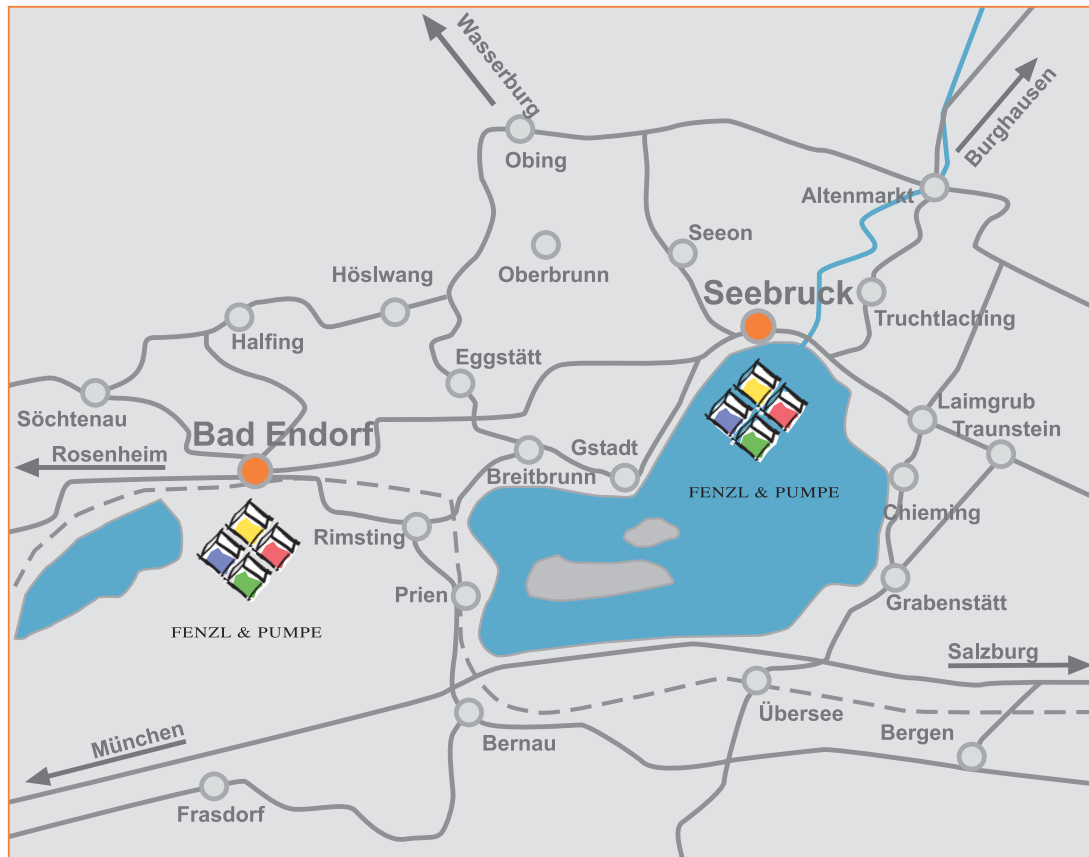 Wasserburg
Burghausen
Obing
Altenmarkt
Seeon
Oberbrunn
Höslwang
Seebruck
Truchtlaching
Halfing
Eggstätt
Söchtenau
Laimgrub
Bad Endorf
Traunstein
Rosenheim
Gstadt
Breitbrunn
FENZL & PUMPE
Chieming
Rimsting
Prien
Grabenstätt
FENZL & PUMPE
Salzburg
Übersee
Bergen
Bernau
München
Frasdorf